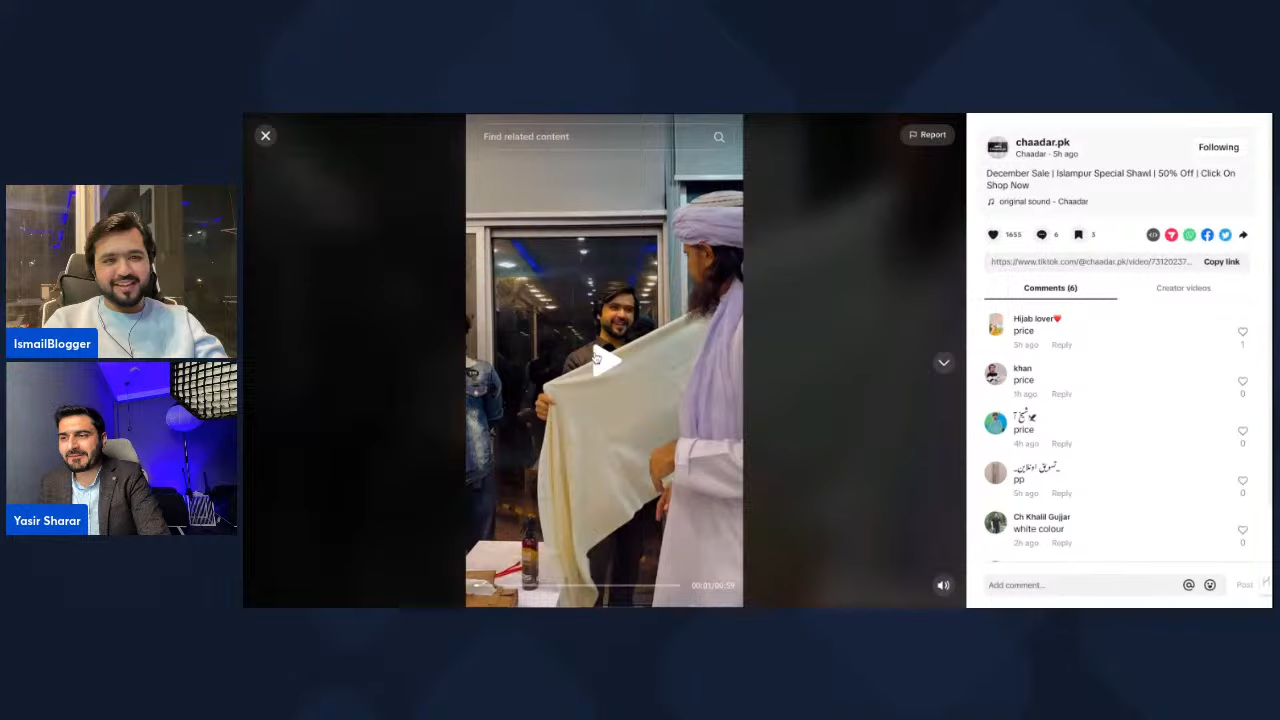 IsmailBlogger
Yasir Sharar
Find related content
Report
00:01/00:59
chaadar.pk
Chaadar · 5h ago
Following
December Sale | Islampur Special Shawl | 50% Off | Click On
Shop Now
original sound - Chaadar
1655
6
3
https://www.tiktok.com/@chaadar.pk/video/73120237...
Copy link
Comments (6)
Creator videos
Hijab lover❤️
price
5h ago Reply
1
khan
price
1h ago Reply
0
price
4h ago Reply
0
pp
5h ago Reply
0
Ch Khalil Gujjar
white colour
2h ago Reply
0
Add comment...
Post